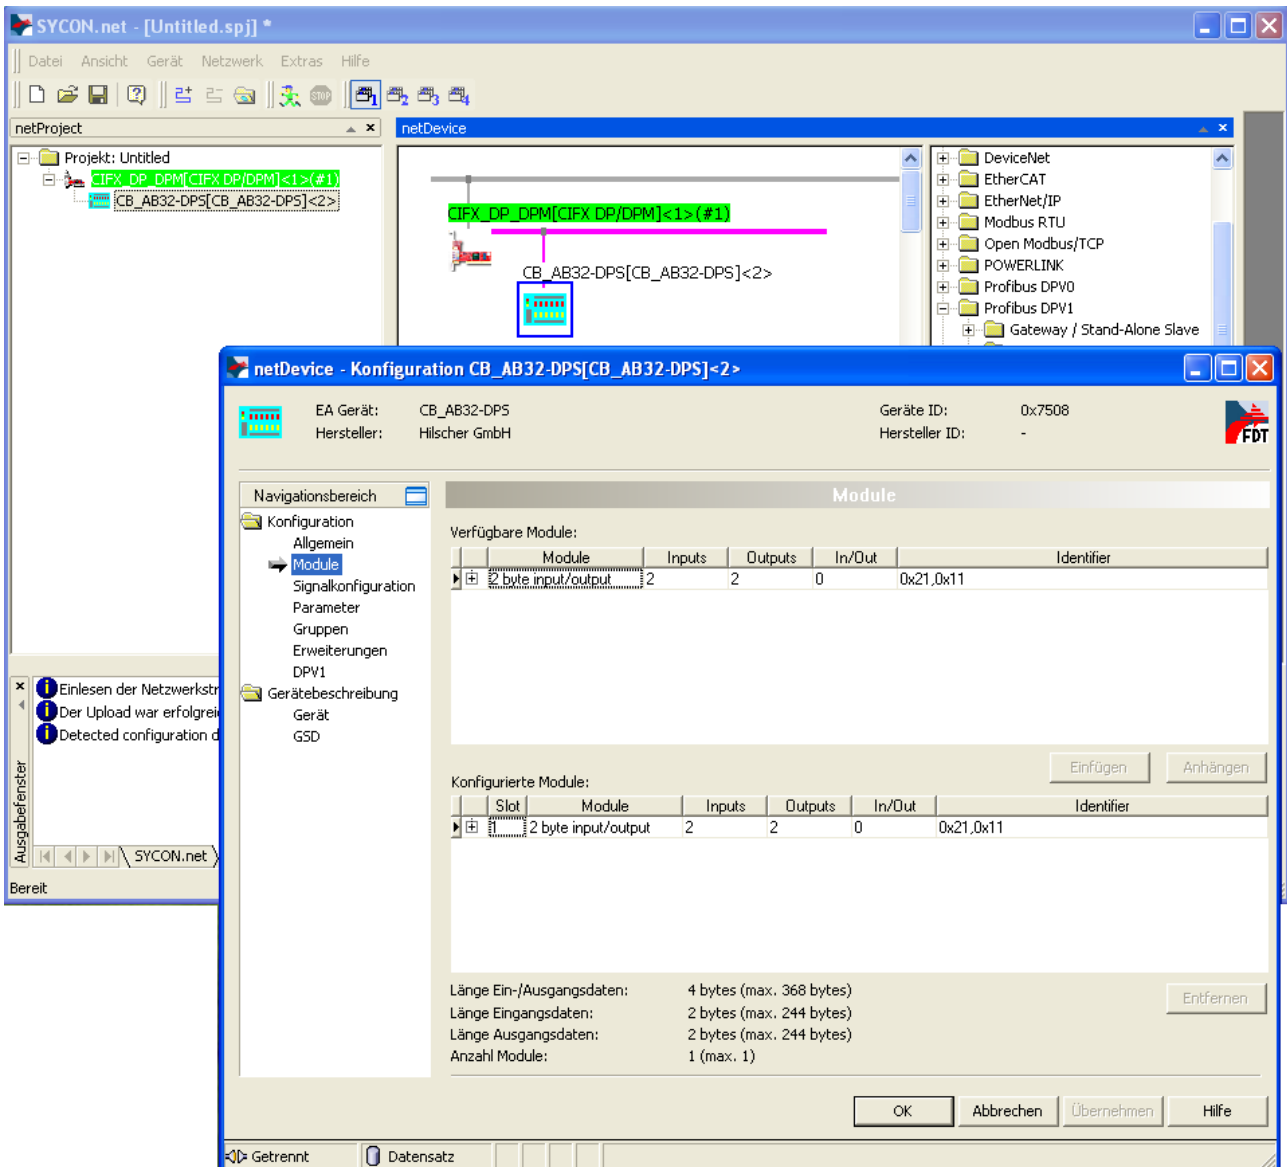 SYCON.net - [Untitled.spj] *
Datei Ansicht Gerät Netzwerk Extras Hilfe
STOP 1 2 3 4
netProject
netDevice
Projekt: Untitled
CIFX_DP_DPM[CIFX DP/DPM]<1>(#1)
CB_AB32-DPS[CB_AB32-DPS]<2>
CIFX_DP_DPM[CIFX DP/DPM]<1>(#1)
CB_AB32-DPS[CB_AB32-DPS]<2>
DeviceNet
EtherCAT
EtherNet/IP
Modbus RTU
Open Modbus/TCP
POWERLINK
Profibus DPV0
Profibus DPV1
Gateway / Stand-Alone Slave
netDevice - Konfiguration CB_AB32-DPS[CB_AB32-DPS]<2>
EA Gerät: CB_AB32-DPS Geräte ID: 0x7508
Hersteller: Hilscher GmbH Hersteller ID: -
FDT
Navigationsbereich
Konfiguration
Allgemein
Module
Signalkonfiguration
Parameter
Gruppen
Erweiterungen
DPV1
Gerätebeschreibung
Gerät
GSD
Module
Verfügbare Module:
Module Inputs Outputs In/Out Identifier
2 byte input/output 2 2 0 0x21,0x11
Einfügen Anhängen
Konfigurierte Module:
Slot Module Inputs Outputs In/Out Identifier
1 2 byte input/output 2 2 0 0x21,0x11
Länge Ein-/Ausgangsdaten: 4 bytes (max. 368 bytes)
Länge Eingangsdaten: 2 bytes (max. 244 bytes)
Länge Ausgangsdaten: 2 bytes (max. 244 bytes)
Anzahl Module: 1 (max. 1)
Entfernen
OK Abbrechen Übernehmen Hilfe
Getrennt Datensatz
Einlesen der Netzwerkstr
Der Upload war erfolgrei
Detected configuration d
Ausgabefenster
SYCON.net
Bereit